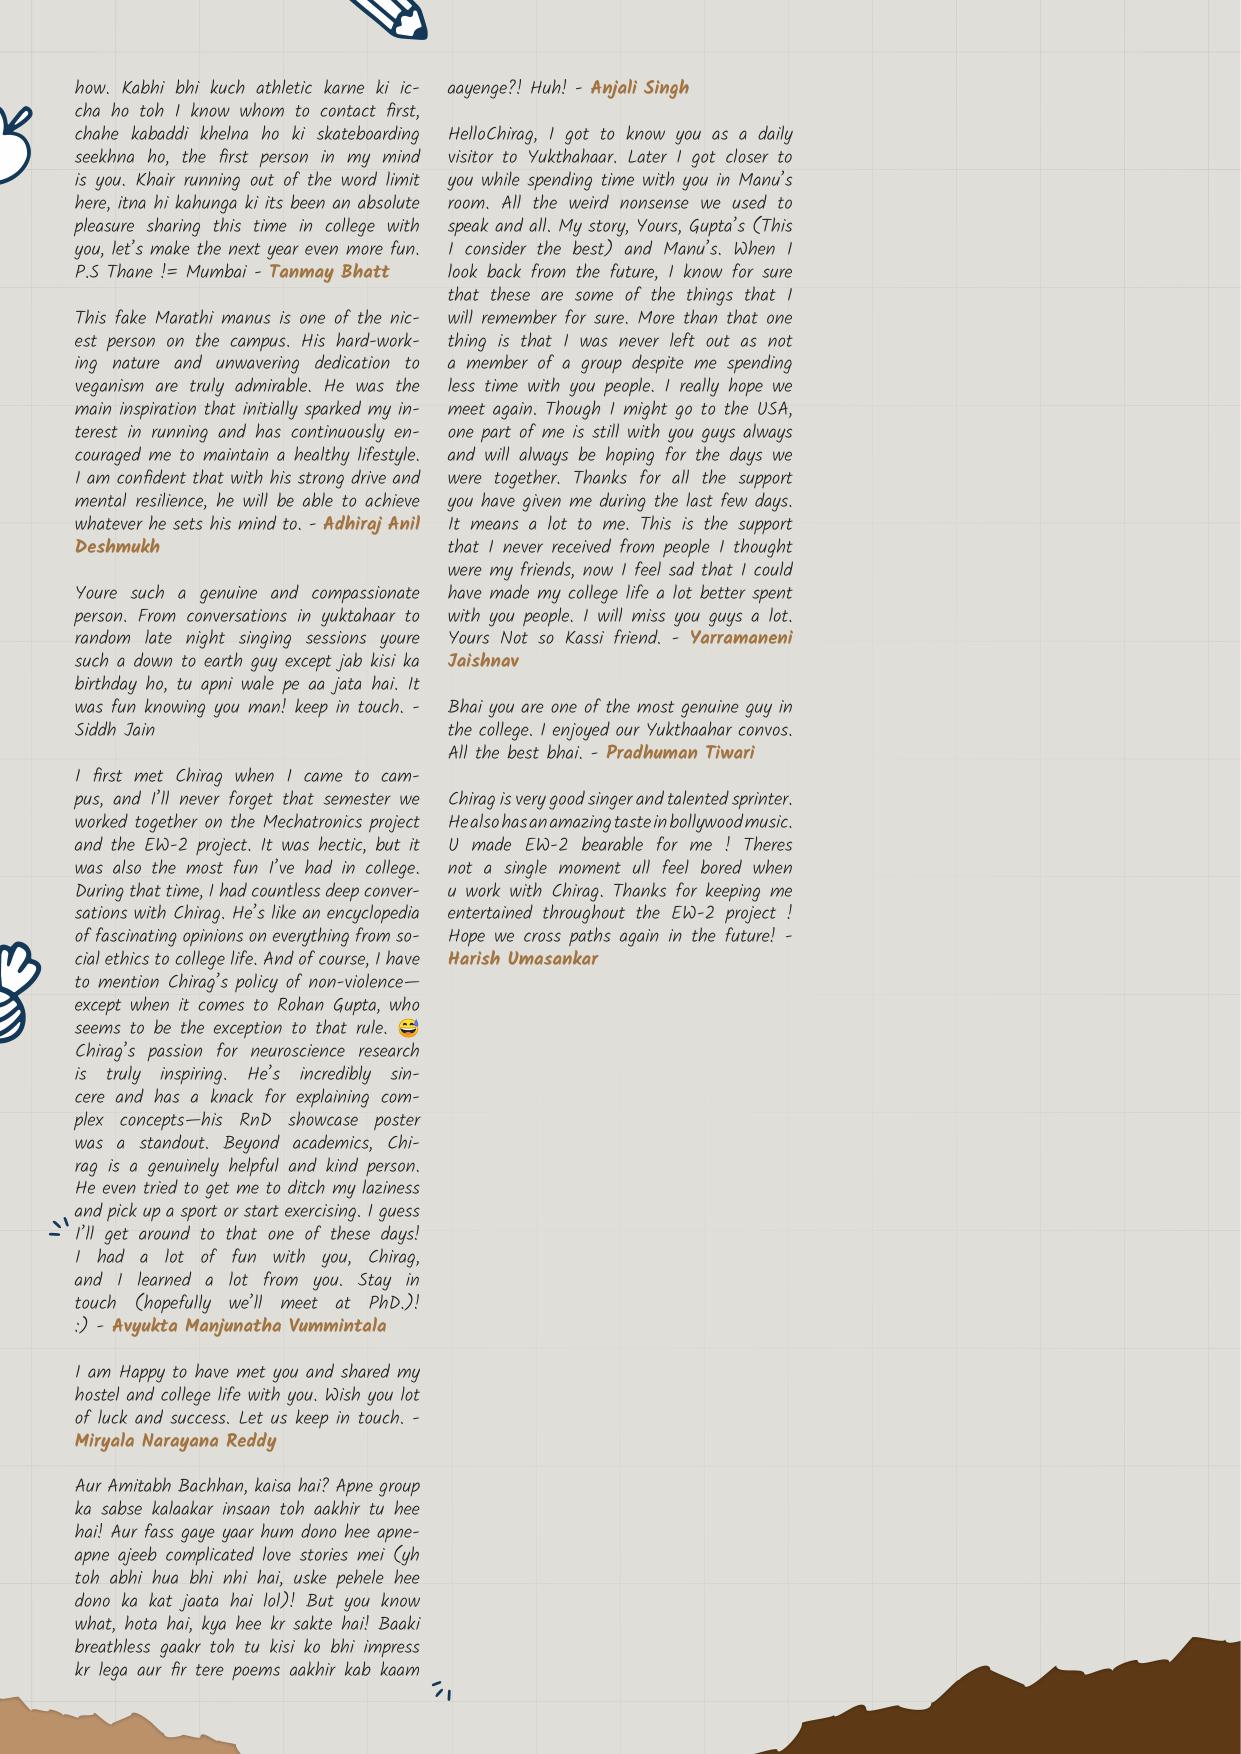 how. Kabhi bhi kuch athletic karne ki ic-
cha ho toh I know whom to contact first,
chahe kabaddi khelna ho ki skateboarding
seekhna ho, the first person in my mind
is you. Khair running out of the word limit
here, itna hi kahunga ki its been an absolute
pleasure sharing this time in college with
you, let's make the next year even more fun.
P.S Thane != Mumbai - Tanmay Bhatt
This fake Marathi manus is one of the nic-
est person on the campus. His hard-work-
ing nature and unwavering dedication to
veganism are truly admirable. He was the
main inspiration that initially sparked my in-
terest in running and has continuously en-
couraged me to maintain a healthy lifestyle.
I am confident that with his strong drive and
mental resilience, he will be able to achieve
whatever he sets his mind to. - Adhiraj Anil
Deshmukh
Youre such a genuine and compassionate
person. From conversations in yuktahaar to
random late night singing sessions youre
such a down to earth guy except jab kisi ka
birthday ho, tu apni wale pe aa jata hai. It
was fun knowing you man! keep in touch. -
Siddh Jain
I first met Chirag when I came to cam-
pus, and I'll never forget that semester we
worked together on the Mechatronics project
and the EW-2 project. It was hectic, but it
was also the most fun I've had in college.
During that time, I had countless deep conver-
sations with Chirag. He's like an encyclopedia
of fascinating opinions on everything from so-
cial ethics to college life. And of course, I have
to mention Chirag's policy of non-violence—
except when it comes to Rohan Gupta, who
seems to be the exception to that rule. 😅
Chirag's passion for neuroscience research
is truly inspiring. He's incredibly sin-
cere and has a knack for explaining com-
plex concepts—his RnD showcase poster
was a standout. Beyond academics, Chi-
rag is a genuinely helpful and kind person.
He even tried to get me to ditch my laziness
and pick up a sport or start exercising. I guess
I'll get around to that one of these days!
I had a lot of fun with you, Chirag,
and I learned a lot from you. Stay in
touch (hopefully we'll meet at PhD.)!
:) - Avyukta Manjunatha Vummintala
I am Happy to have met you and shared my
hostel and college life with you. Wish you lot
of luck and success. Let us keep in touch. -
Miryala Narayana Reddy
Aur Amitabh Bachhan, kaisa hai? Apne group
ka sabse kalaakar insaan toh aakhir tu hee
hai! Aur fass gaye yaar hum dono hee apne-
apne ajeeb complicated love stories mei (yh
toh abhi hua bhi nhi hai, uske pehele hee
dono ka kat jaata hai lol)! But you know
what, hota hai, kya hee kr sakte hai! Baaki
breathless gaakr toh tu kisi ko bhi impress
kr lega aur fir tere poems aakhir kab kaam
aayenge?! Huh! - Anjali Singh
HelloChirag, I got to know you as a daily
visitor to Yukthahaar. Later I got closer to
you while spending time with you in Manu's
room. All the weird nonsense we used to
speak and all. My story, Yours, Gupta's (This
I consider the best) and Manu's. When I
look back from the future, I know for sure
that these are some of the things that I
will remember for sure. More than that one
thing is that I was never left out as not
a member of a group despite me spending
less time with you people. I really hope we
meet again. Though I might go to the USA,
one part of me is still with you guys always
and will always be hoping for the days we
were together. Thanks for all the support
you have given me during the last few days.
It means a lot to me. This is the support
that I never received from people I thought
were my friends, now I feel sad that I could
have made my college life a lot better spent
with you people. I will miss you guys a lot.
Yours Not so Kassi friend. - Yarramaneni
Jaishnav
Bhai you are one of the most genuine guy in
the college. I enjoyed our Yukthaahar convos.
All the best bhai. - Pradhuman Tiwari
Chirag is very good singer and talented sprinter.
He also has an amazing taste in bollywood music.
U made EW-2 bearable for me ! Theres
not a single moment ull feel bored when
u work with Chirag. Thanks for keeping me
entertained throughout the EW-2 project !
Hope we cross paths again in the future! -
Harish Umasankar